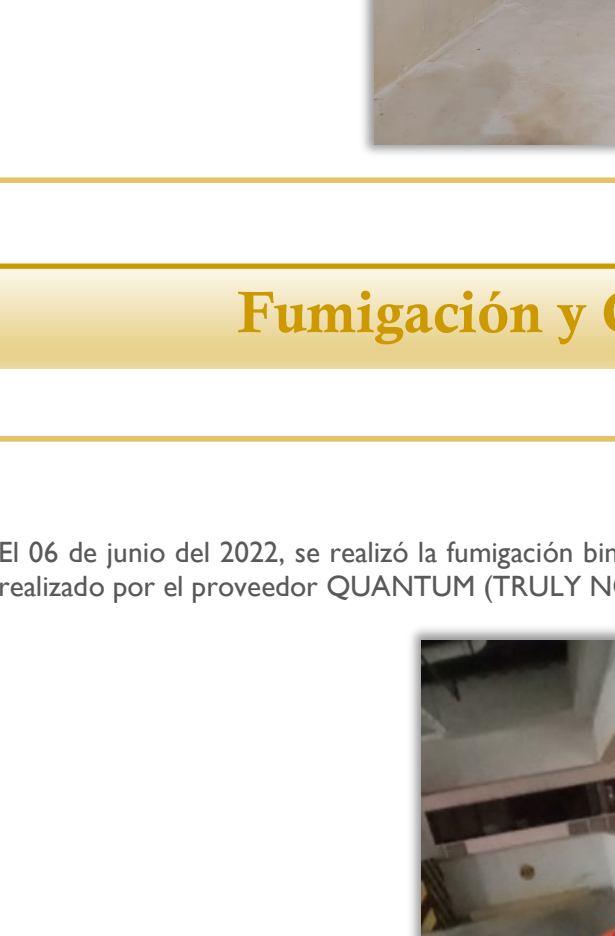 Fumigación y
El 06 de junio del 2022, se realizó la fumigación
realizado por el proveedor QUANTUM (TRULY